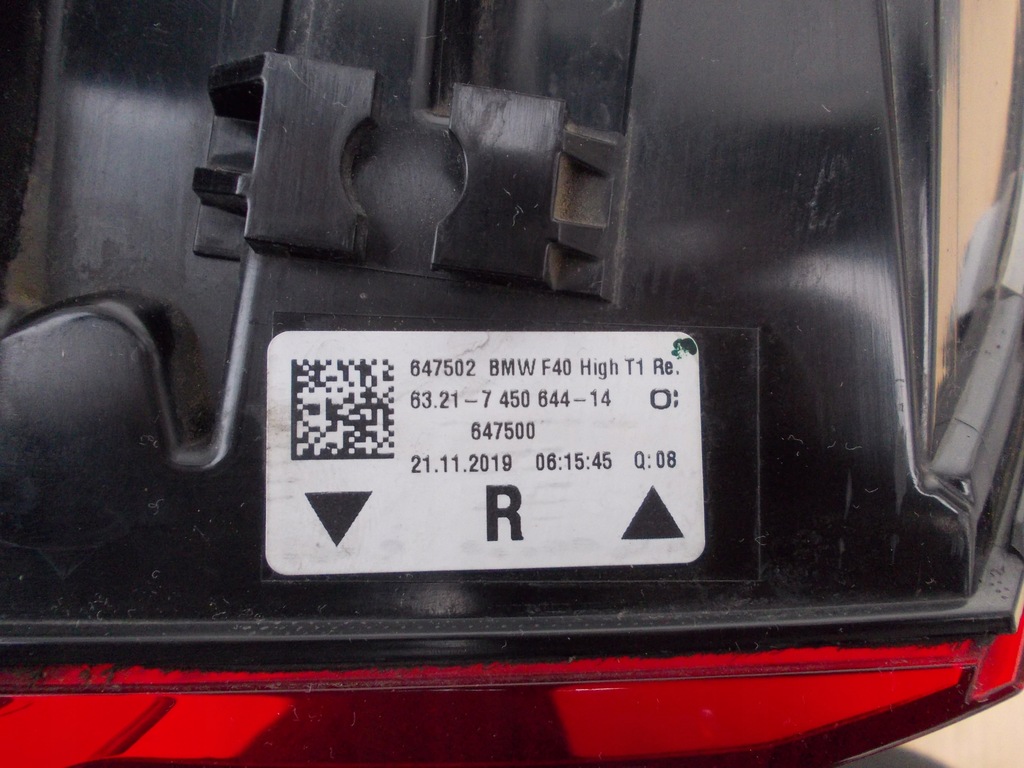 647502 BMW F40 High T1 Re.
63.21-7 450 644-14 O;
647500
21.11.2019 06:15:45 Q:08
R